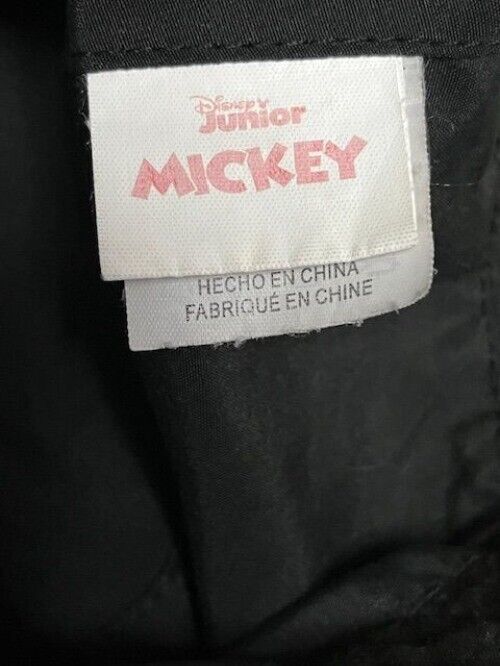 Disney
Junior
MICKEY
HECHO EN CHINA
FABRIQUÉ EN CHINE